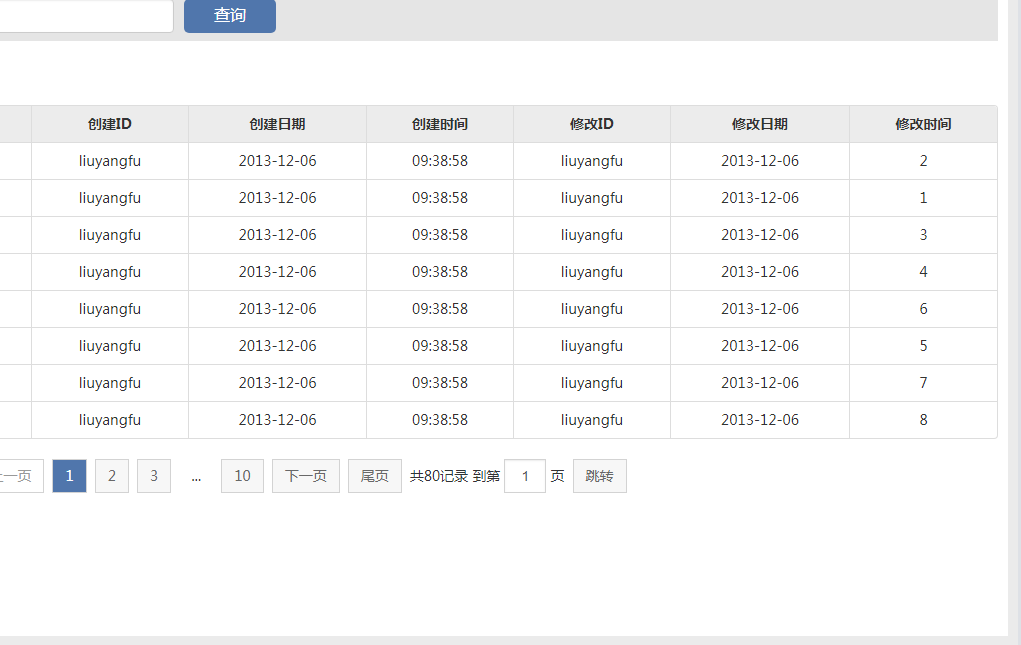 查询
创建ID 创建日期 创建时间 修改ID 修改日期 修改时间
liuyangfu 2013-12-06 09:38:58 liuyangfu 2013-12-06 2
liuyangfu 2013-12-06 09:38:58 liuyangfu 2013-12-06 1
liuyangfu 2013-12-06 09:38:58 liuyangfu 2013-12-06 3
liuyangfu 2013-12-06 09:38:58 liuyangfu 2013-12-06 4
liuyangfu 2013-12-06 09:38:58 liuyangfu 2013-12-06 6
liuyangfu 2013-12-06 09:38:58 liuyangfu 2013-12-06 5
liuyangfu 2013-12-06 09:38:58 liuyangfu 2013-12-06 7
liuyangfu 2013-12-06 09:38:58 liuyangfu 2013-12-06 8
上一页 1 2 3 ... 10 下一页 尾页 共80记录 到第 1 页 跳转